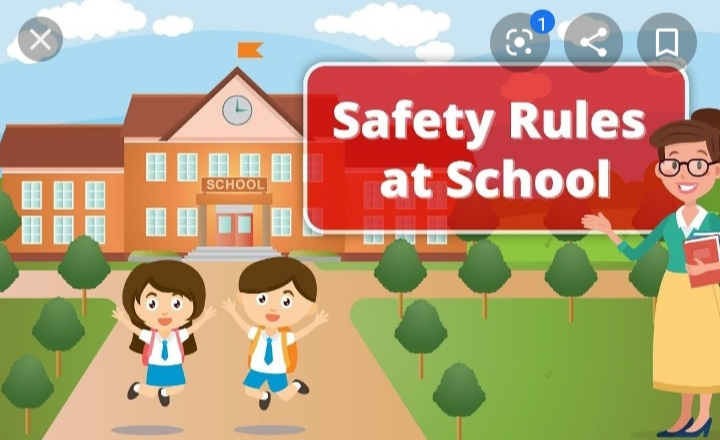 1
Safety Rules
at School
SCHOOL